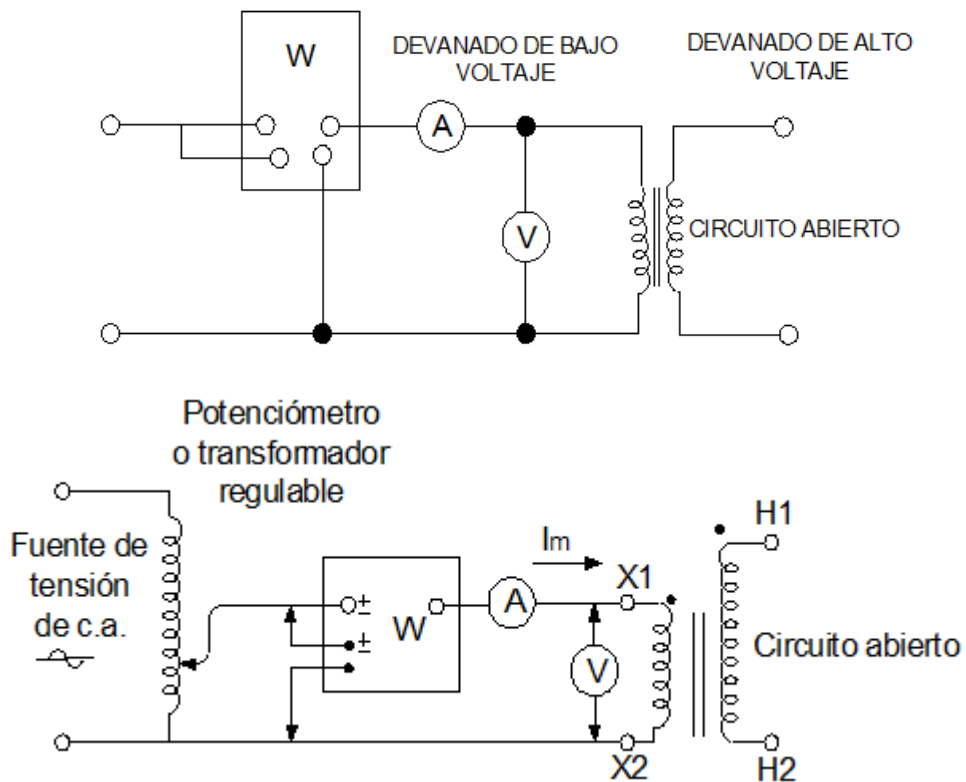 W
DEVANADO DE BAJO
VOLTAJE
DEVANADO DE ALTO
VOLTAJE
A
V
CIRCUITO ABIERTO
Potenciómetro
o transformador
regulable
Fuente de
tensión
de c.a.
±
±
W
Im
A
X1
V
X2
H1
Circuito abierto
H2